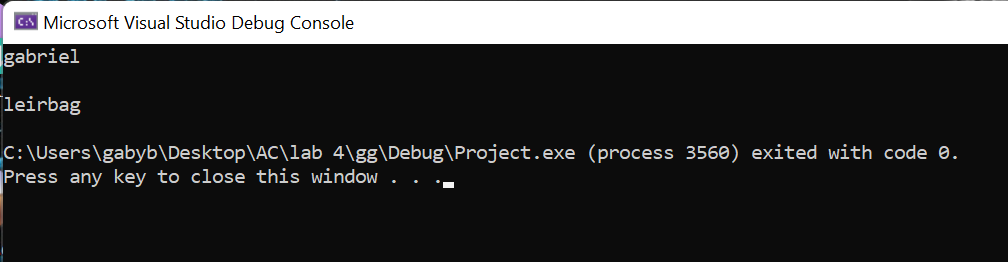 Microsoft Visual Studio Debug Console
gabriel
leirbag
C:\Users\gabyb\Desktop\AC\lab 4\gg\Debug\Project.exe (process 3560) exited with code 0.
Press any key to close this window . . .